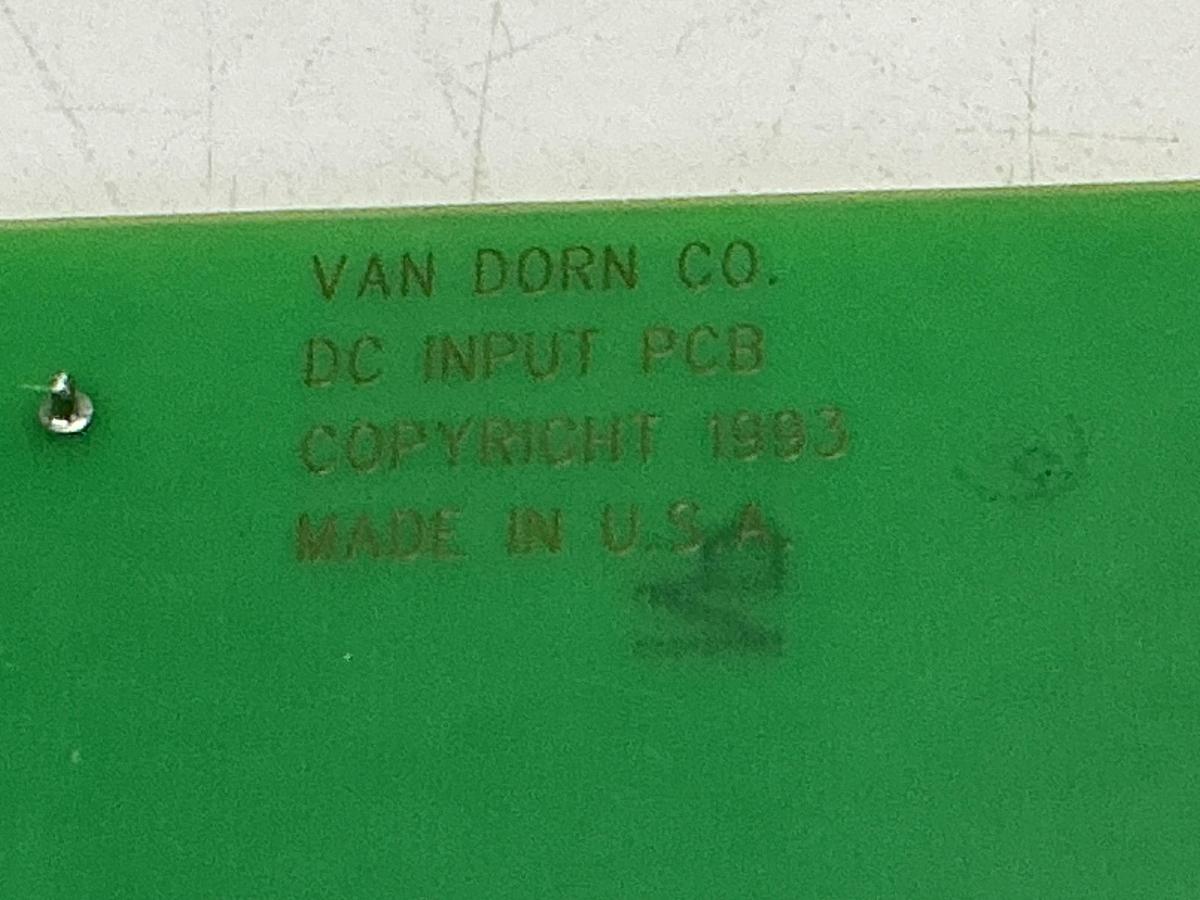 VAN DORN CO.
DC INPUT PCB
COPYRIGHT 1993
MADE IN U.S.A.